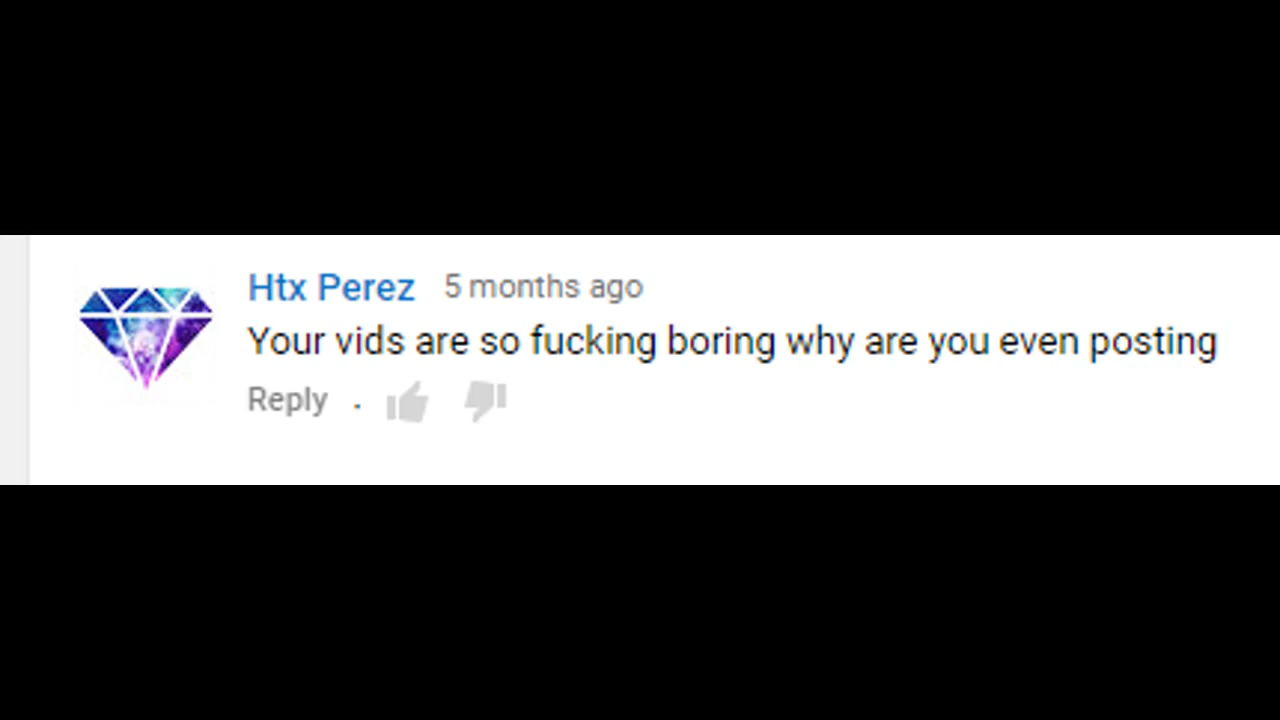 Htx Perez 5 months ago
Your vids are so fucking boring why are you even posting
Reply .